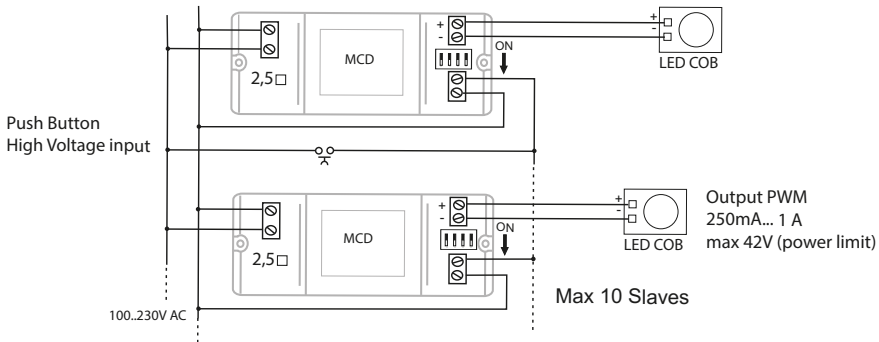 +
-
ON
MCD
2,5□
+
-
LED COB
Push Button
High Voltage input
+
-
ON
MCD
2,5□
+
-
LED COB
Output PWM
250mA... 1 A
max 42V (power limit)
Max 10 Slaves
100..230V AC